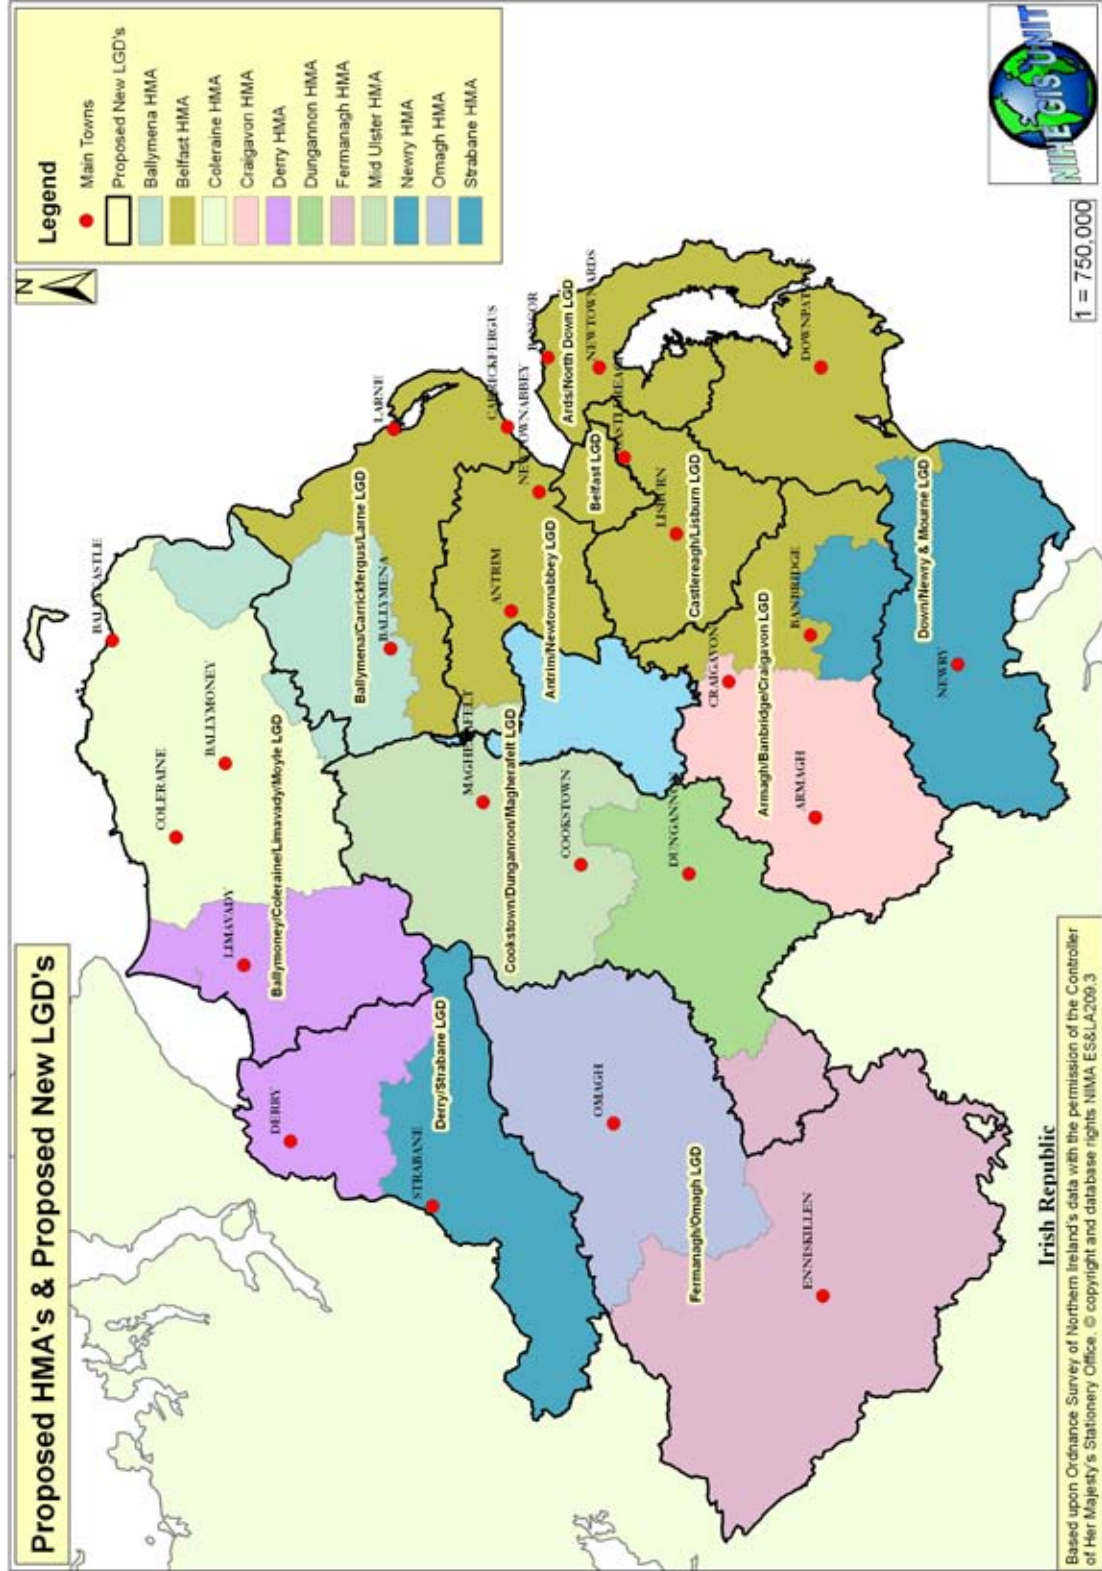 Proposed HMA's & Proposed New LGD's
N
Legend
Main Towns
Proposed New LGD's
Ballymena HMA
Belfast HMA
Coleraine HMA
Craigavon HMA
Derry HMA
Dungannon HMA
Fermanagh HMA
Mid Ulster HMA
Newry HMA
Omagh HMA
Strabane HMA
BALLYCASTLE
COLERAINE
BALLYMONEY
LIMAVADY
Ballymoney/Coleraine/Limavady/Moyle LGD
DERRY
LARNE
Ballymena/Carrickfergus/Larne LGD
BALLYMENA
STRABANE
Derry/Strabane LGD
MAGHERAFELT
ANTRIM
CARRICKFERGUS
NEWTOWNABBEY
BANGOR
Cookstown/Dungannon/Magherafelt LGD
Antrim/Newtownabbey LGD
Ards/North Down LGD
COOKSTOWN
Belfast LGD
NEWTOWNARDS
OMAGH
CASTLEREAGH
LISBURN
DUNGANNON
Castlereagh/Lisburn LGD
Fermanagh/Omagh LGD
CRAIGAVON
Armagh/Banbridge/Craigavon LGD
BANBRIDGE
ARMAGH
ENNISKILLEN
DOWNPATRICK
Down/Newry & Mourne LGD
NEWRY
Irish Republic
Based upon Ordnance Survey of Northern Ireland's data with the permission of the Controller
of Her Majesty's Stationery Office. © copyright and database rights NIMA ES&LA209.3
1 = 750,000
NIHE GIS UNIT